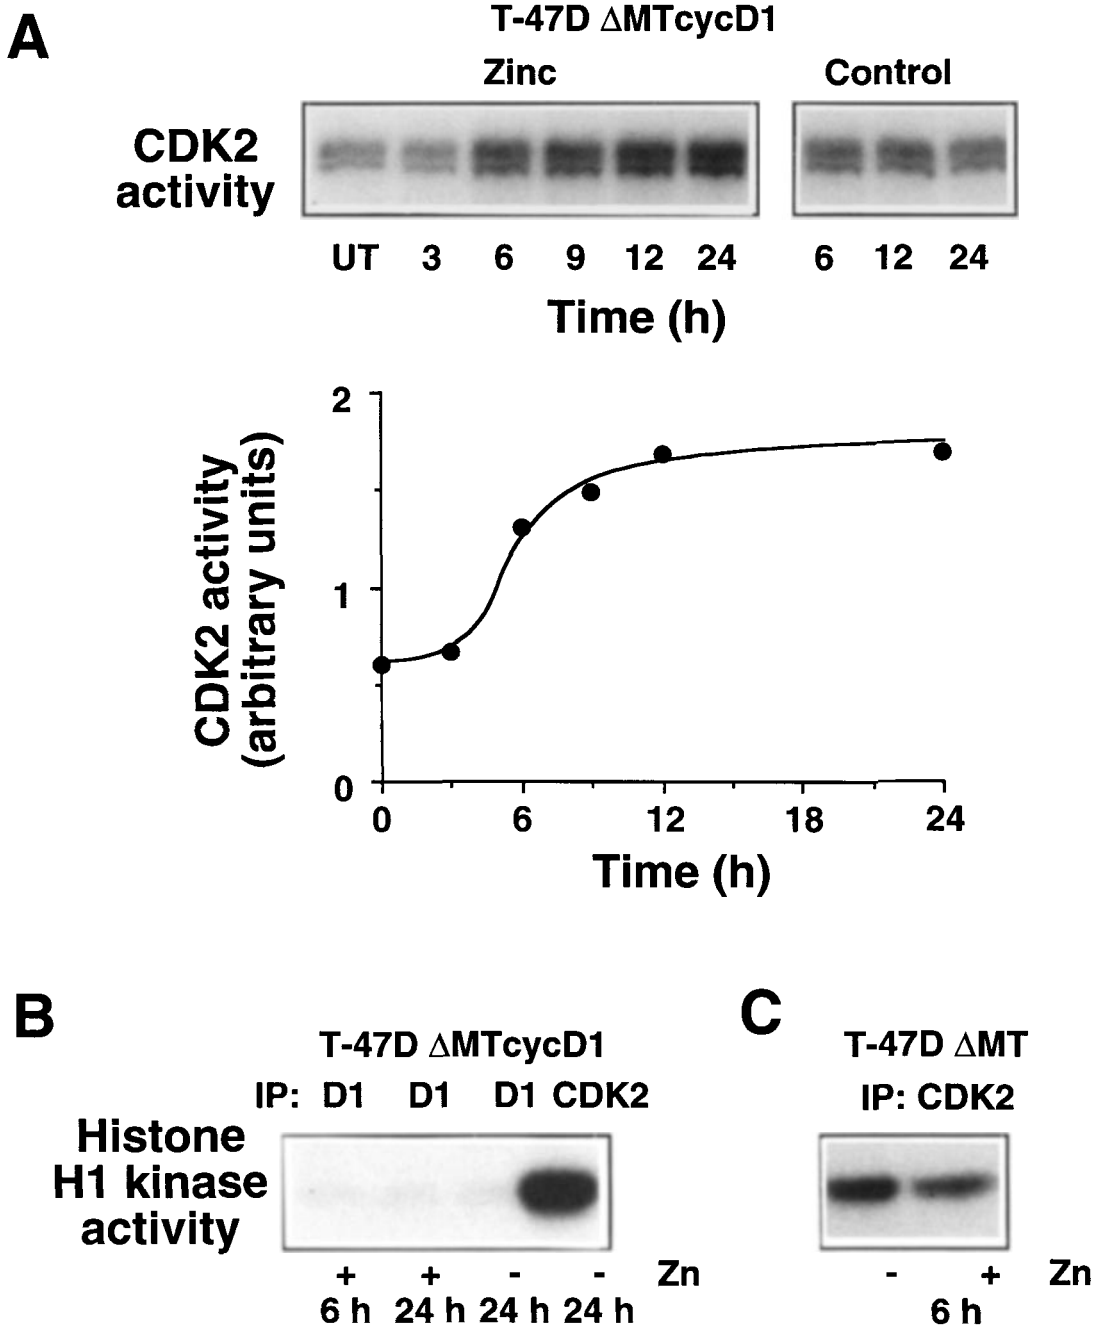 A
T-47D ΔMTcycD1
Zinc Control
CDK2
activity
UT 3 6 9 12 24 6 12 24
Time (h)
CDK2 activity
(arbitrary units)
2
1
0
0 6 12 18 24
Time (h)
B
T-47D ΔMTcycD1
IP: D1 D1 D1 CDK2
Histone
H1 kinase
activity
+ + - - Zn
6 h 24 h 24 h 24 h
C
T-47D ΔMT
IP: CDK2
- + Zn
6 h